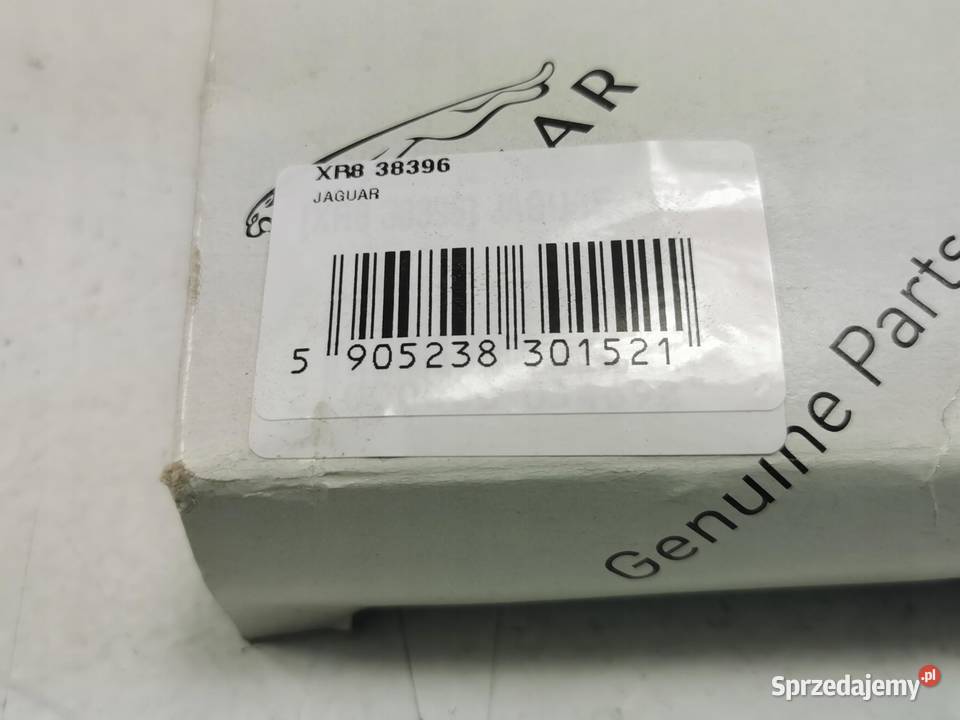 AR
XR8 38396
JAGUAR
5 905238 301521
Genuine Parts
Sprzedajemy.pl